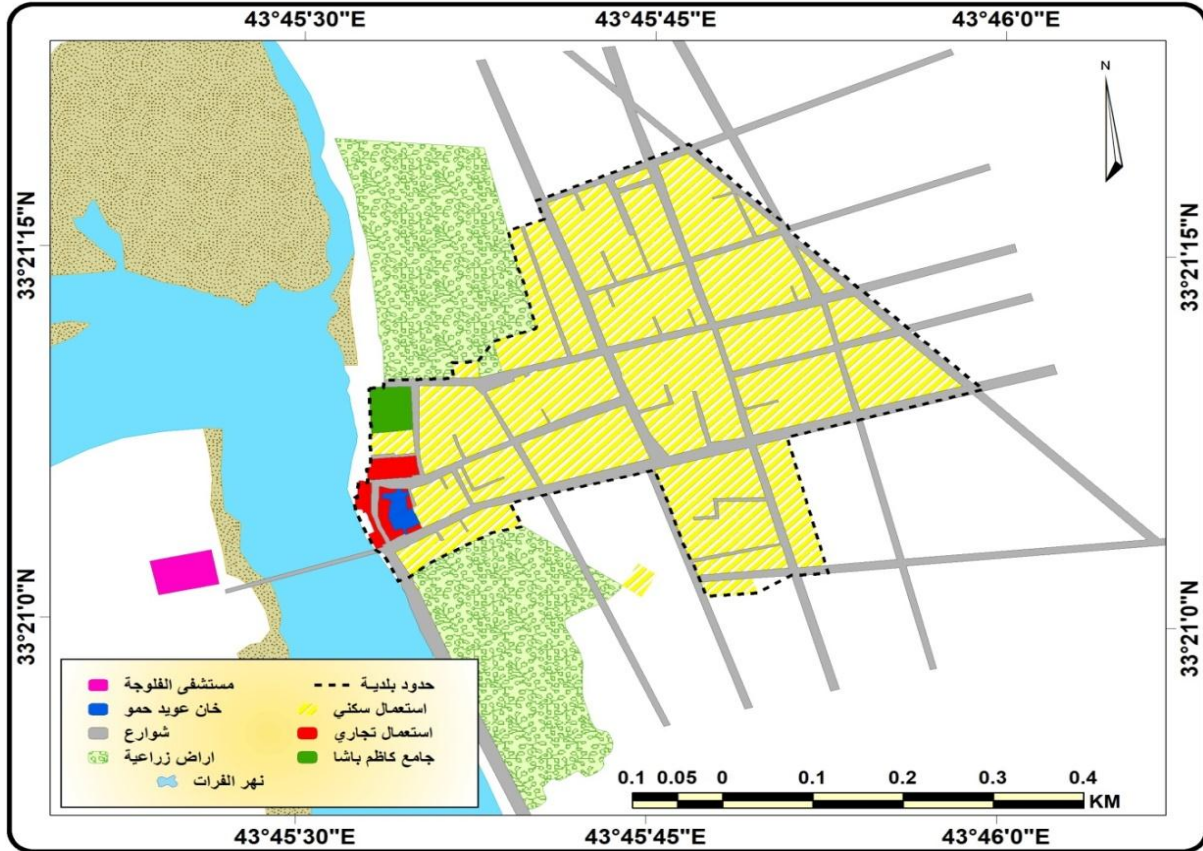 43°45'30"E 43°45'45"E 43°46'0"E
N
33°21'15"N 33°21'15"N
33°21'0"N 33°21'0"N
حدود بلدية مستشفى الفلوجة
استعمال سكني خان عويد حمو
استعمال تجاري شوارع
جامع كاظم باشا اراض زراعية
نهر الفرات
0.1 0.05 0 0.1 0.2 0.3 0.4
KM
43°45'30"E 43°45'45"E 43°46'0"E